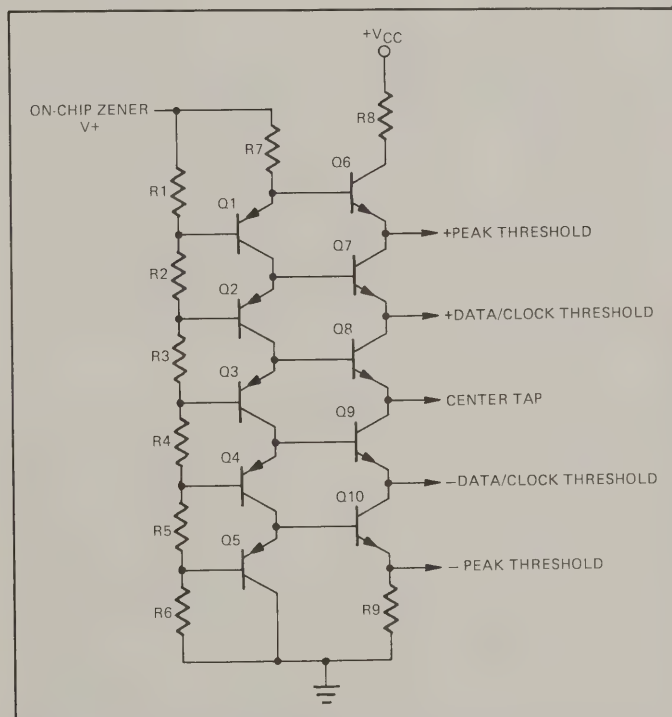 +VCC
ON-CHIP ZENER
V+
R8
R7
Q6
R1
Q1
+PEAK THRESHOLD
Q7
R2
Q2
+DATA/CLOCK THRESHOLD
Q8
R3
Q3
CENTER TAP
Q9
R4
Q4
−DATA/CLOCK THRESHOLD
Q10
R5
Q5
− PEAK THRESHOLD
R6
R9